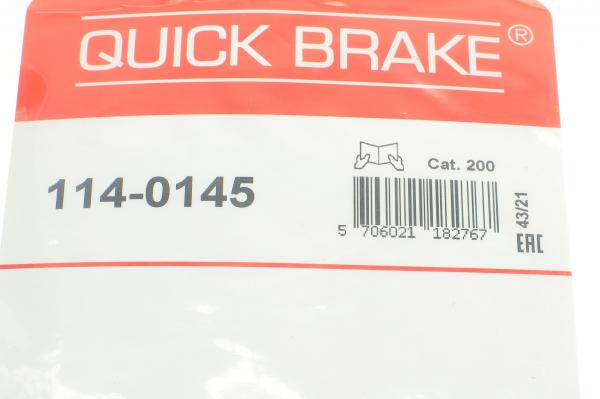 QUICK BRAKE®
Cat. 200
114-0145
5 706021 182767
43/21
EAC